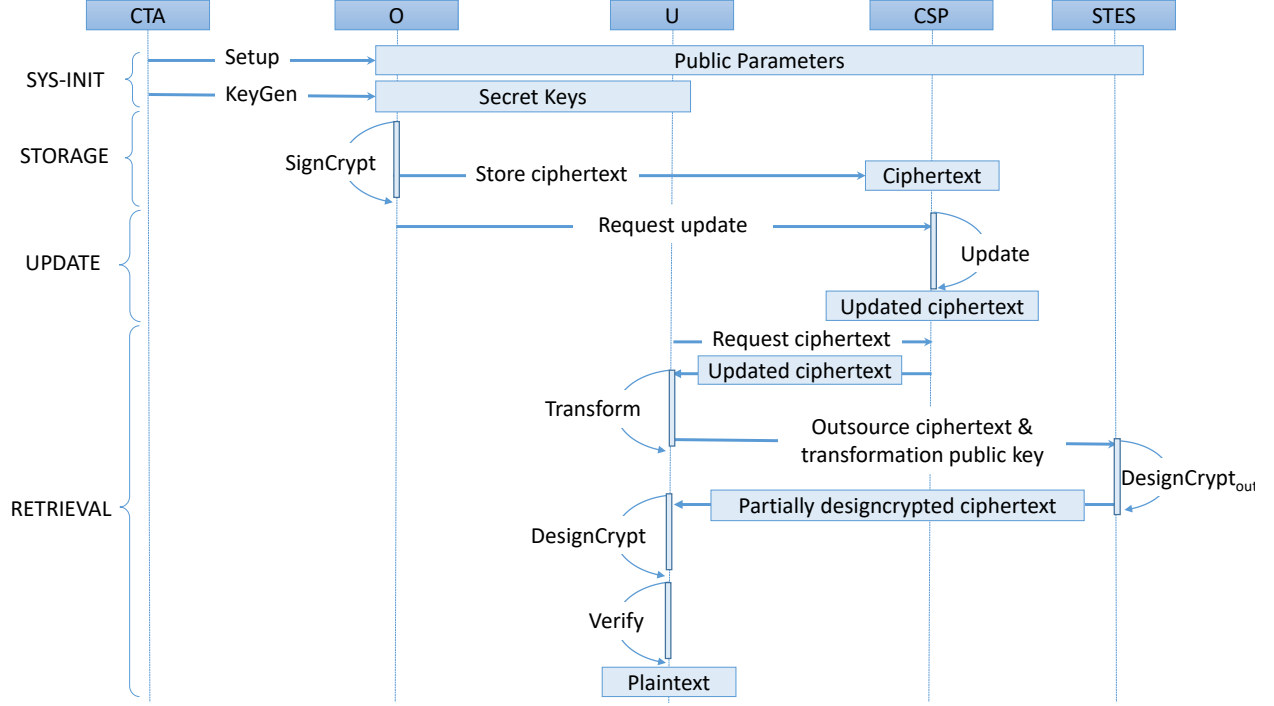 CTA
O
U
CSP
STES
SYS-INIT
Setup
Public Parameters
KeyGen
Secret Keys
STORAGE
SignCrypt
Store ciphertext
Ciphertext
UPDATE
Request update
Update
Updated ciphertext
RETRIEVAL
Request ciphertext
Updated ciphertext
Transform
Outsource ciphertext &
transformation public key
DesignCryptout
Partially designcrypted ciphertext
DesignCrypt
Verify
Plaintext